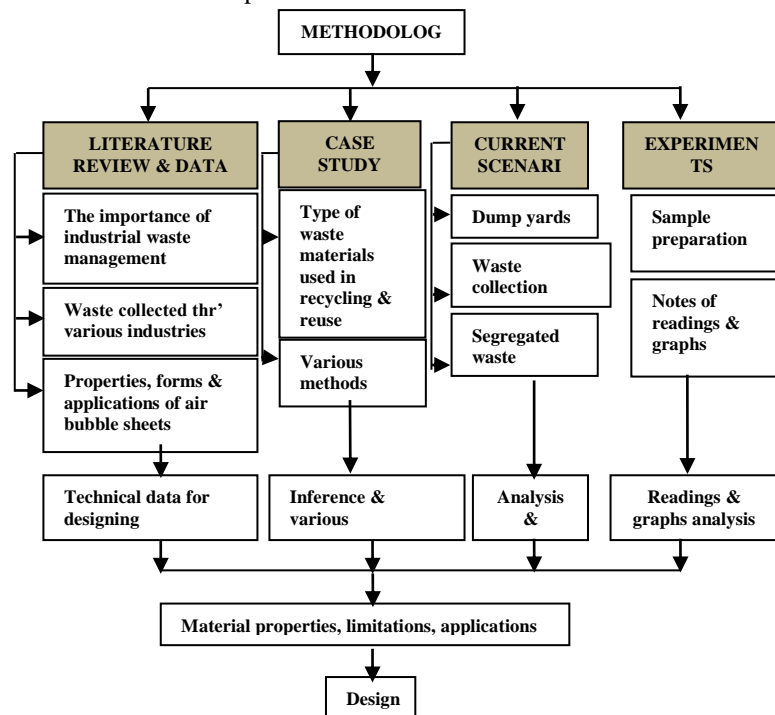 METHODOLOG
LITERATURE
REVIEW & DATA
The importance of
industrial waste
management
Waste collected thr’
various industries
Properties, forms &
applications of air
bubble sheets
Technical data for
designing
CASE
STUDY
Type of
waste
materials
used in
recycling &
reuse
Various
methods
Inference &
various
CURRENT
SCENARI
Dump yards
Waste
collection
Segregated
waste
Analysis
&
EXPERIMEN
TS
Sample
preparation
Notes of
readings &
graphs
Readings &
graphs analysis
Material properties, limitations, applications
Design